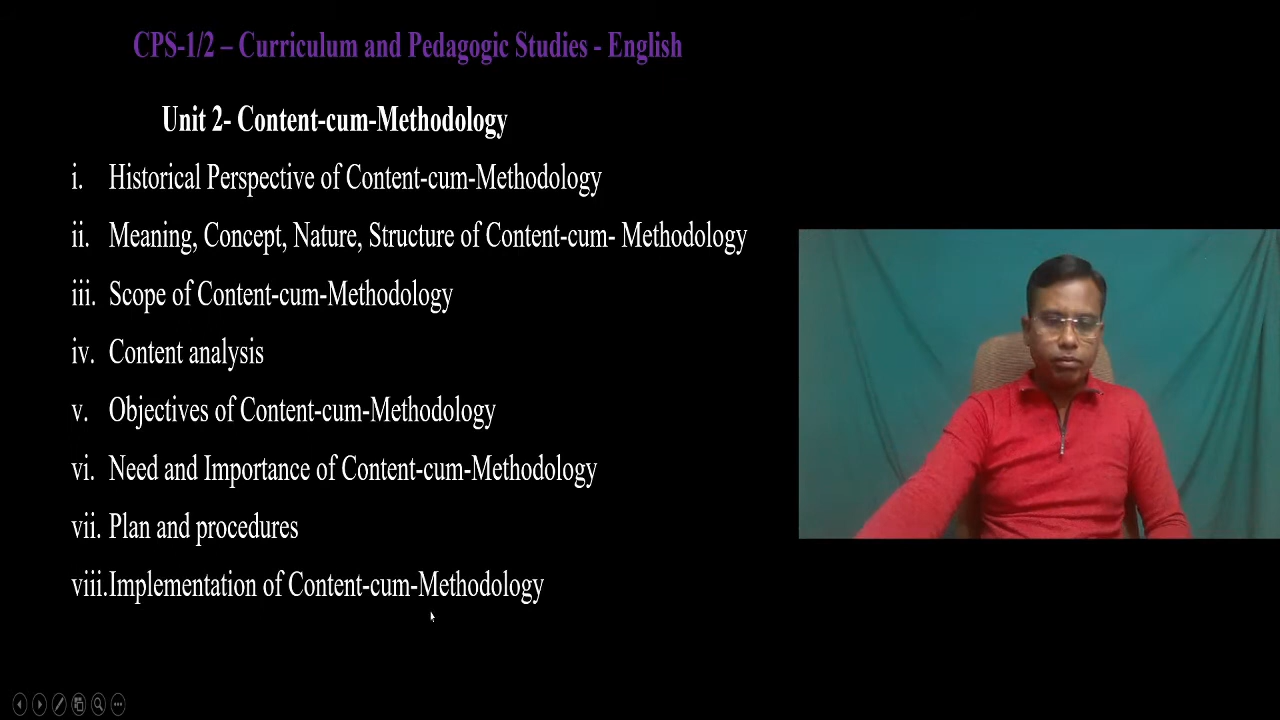 CPS-1/2 – Curriculum and Pedagogic Studies - English
Unit 2- Content-cum-Methodology
i. Historical Perspective of Content-cum-Methodology
ii. Meaning, Concept, Nature, Structure of Content-cum- Methodology
iii. Scope of Content-cum-Methodology
iv. Content analysis
v. Objectives of Content-cum-Methodology
vi. Need and Importance of Content-cum-Methodology
vii. Plan and procedures
viii.Implementation of Content-cum-Methodology